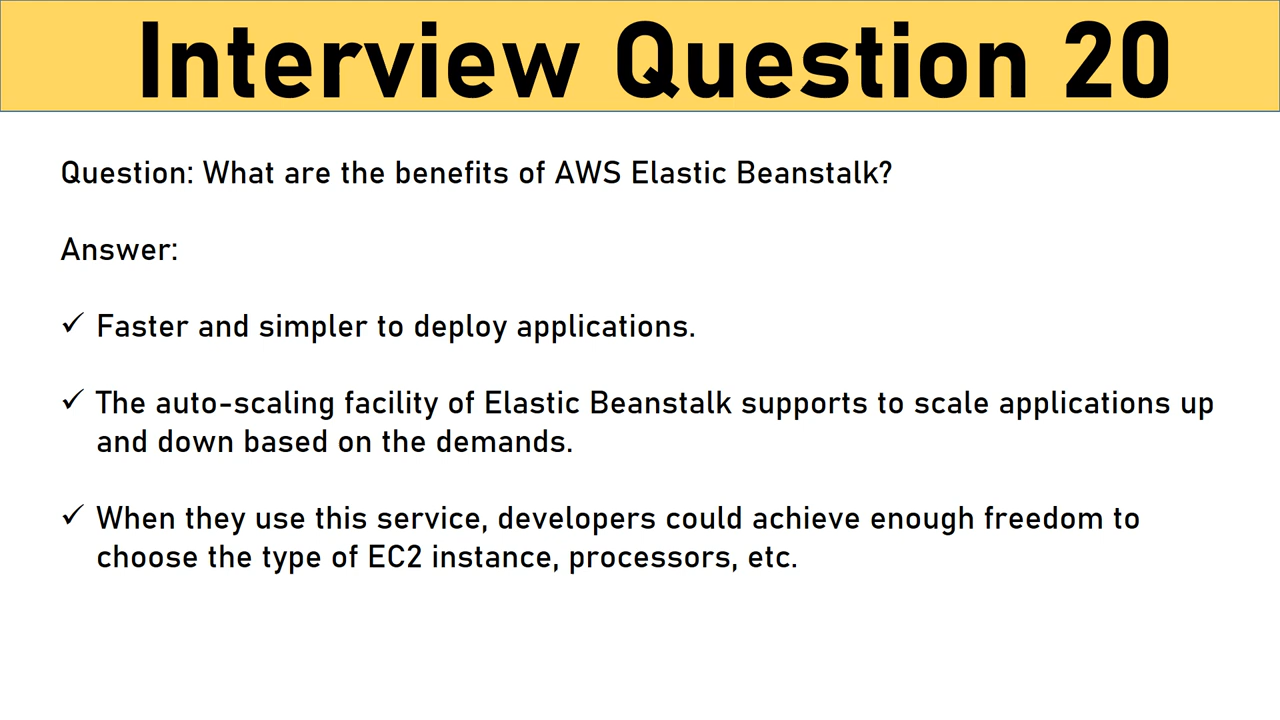 Interview Question 20
Question: What are the benefits of AWS Elastic Beanstalk?
Answer:
✓ Faster and simpler to deploy applications.
✓ The auto-scaling facility of Elastic Beanstalk supports to scale applications up
and down based on the demands.
✓ When they use this service, developers could achieve enough freedom to
choose the type of EC2 instance, processors, etc.